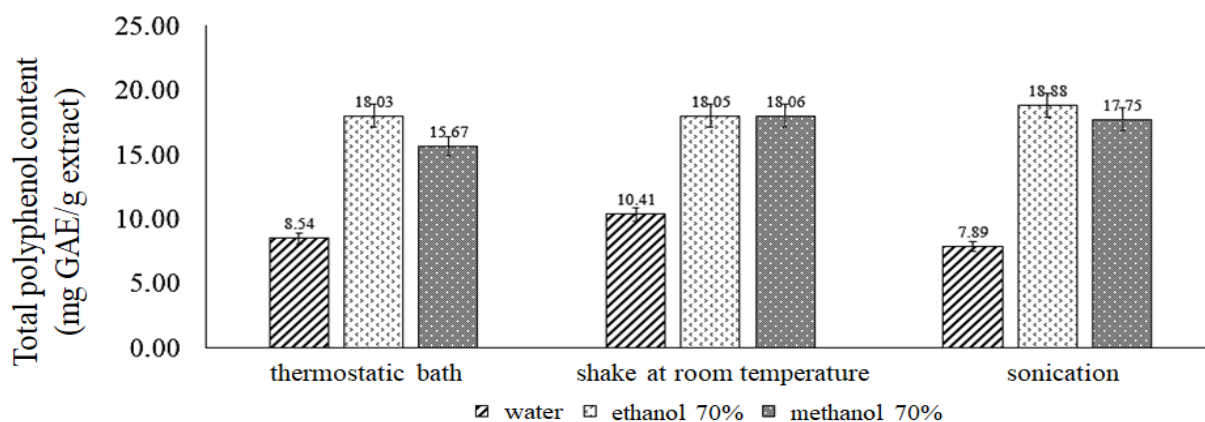 Total polyphenol content
(mg GAE/g extract)
25.00
20.00
15.00
10.00
5.00
0.00
8.54
18.03
15.67
10.41
18.05
18.06
7.89
18.88
17.75
thermostatic bath
shake at room temperature
sonication
water ethanol 70% methanol 70%